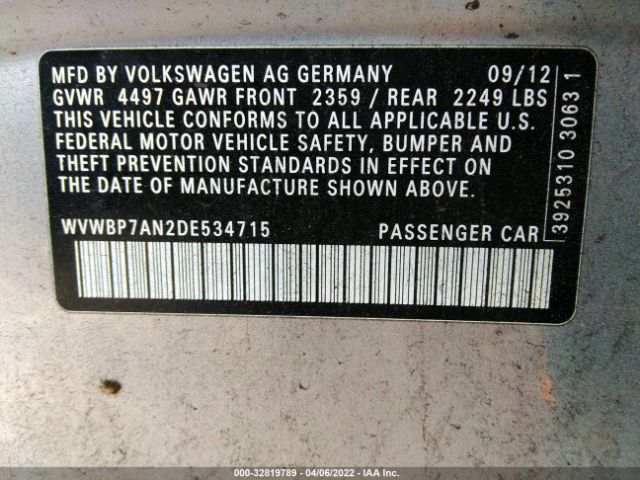 MFD BY VOLKSWAGEN AG GERMANY 09/12
GVWR 4497 GAWR FRONT 2359 / REAR 2249 LBS
THIS VEHICLE CONFORMS TO ALL APPLICABLE U.S.
FEDERAL MOTOR VEHICLE SAFETY, BUMPER AND
THEFT PREVENTION STANDARDS IN EFFECT ON
THE DATE OF MANUFACTURE SHOWN ABOVE.
WVWBP7AN2DE534715 PASSENGER CAR
3925310 3063 1
000-32819789 - 04/06/2022 - IAA Inc.